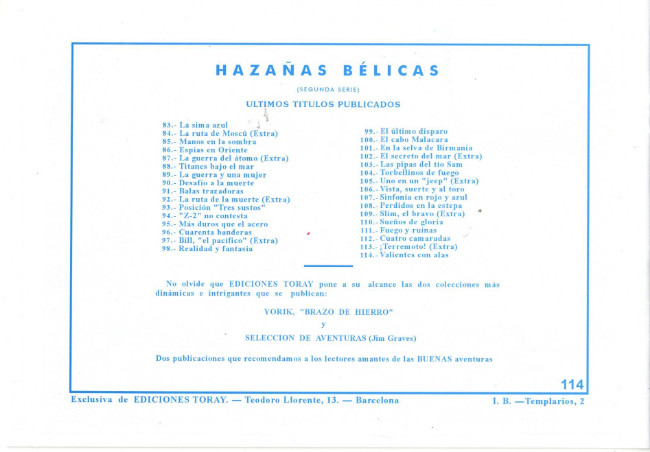 HAZAÑAS BÉLICAS
(SEGUNDA SERIE)
ULTIMOS TITULOS PUBLICADOS
83.- La sima azul
84.- La ruta de Moscú (Extra)
85.- Manos en la sombra
86.- Espías en Oriente
87.- La guerra del átomo (Extra)
88.- Titanes bajo el mar
89.- La guerra y una mujer
90.- Desafío a la muerte
91.- Balas trazadoras
92.- La ruta de la muerte (Extra)
93.- Posición "Tres sustos"
94.- "Z-2" no contesta
95.- Más duros que el acero
96.- Cuarenta banderas
97.- Bill, "el pacífico" (Extra)
98.- Realidad y fantasía
99.- El último disparo
100.- El cabo Malacara
101.- En la selva de Birmania
102.- El secreto del mar (Extra)
103.- Las pipas del tío Sam
104.- Torbellinos de fuego
105.- Uno en un "jeep" (Extra)
106.- Vista, suerte y al toro
107.- Sinfonía en rojo y azul
108.- Perdidos en la estepa
109.- Slim, el bravo (Extra)
110.- Sueños de gloria
111.- Fuego y ruinas
112.- Cuatro camaradas
113.- ¡Terremoto! (Extra)
114.- Valientes con alas
No olvide que EDICIONES TORAY pone a su alcance las dos colecciones más
dinámicas e intrigantes que se publican:
YORIK, "BRAZO DE HIERRO"
y
SELECCION DE AVENTURAS (Jim Graves)
Dos publicaciones que recomendamos a los lectores amantes de las BUENAS aventuras
114
Exclusiva de EDICIONES TORAY. — Teodoro Llorente, 13. — Barcelona
I. B. —Templarios, 2